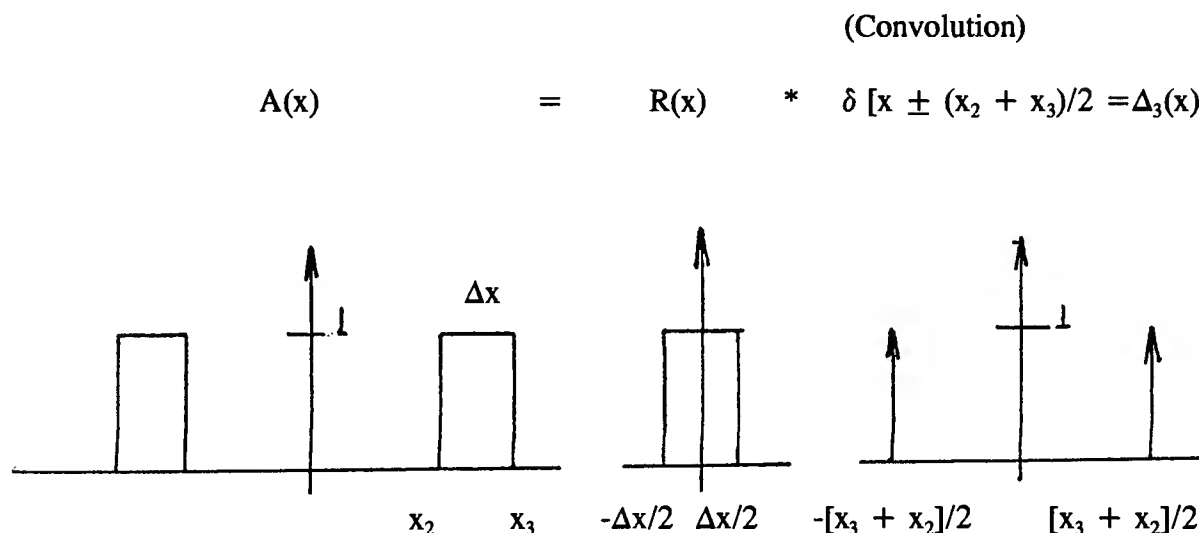 (Convolution)
A(x) = R(x) * δ [x ± (x₂ + x₃)/2 =Δ₃(x)
Δx
1 1
x₂ x₃ -Δx/2 Δx/2 -[x₃ + x₂]/2 [x₃ + x₂]/2